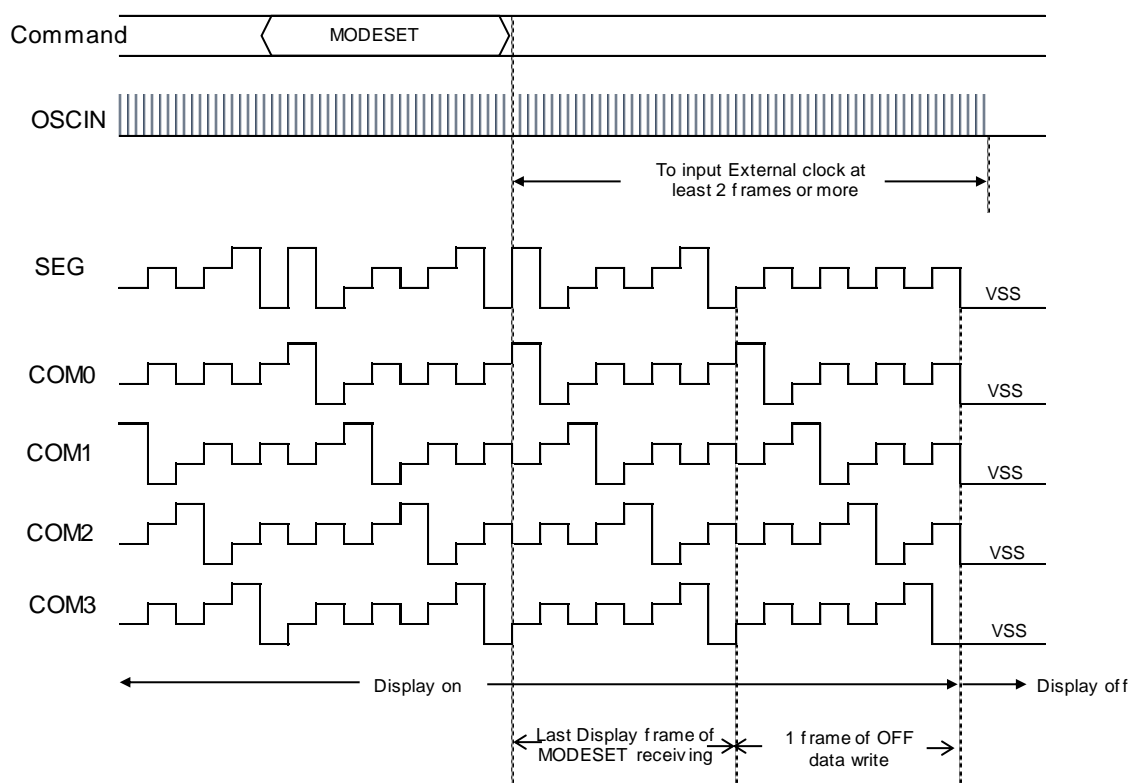 Command
MODESET
OSCIN
To input External clock at
least 2 frames or more
SEG
VSS
COM0
VSS
COM1
VSS
COM2
VSS
COM3
VSS
Display on
Display off
Last Display frame of
MODESET receiving
1 frame of OFF
data write